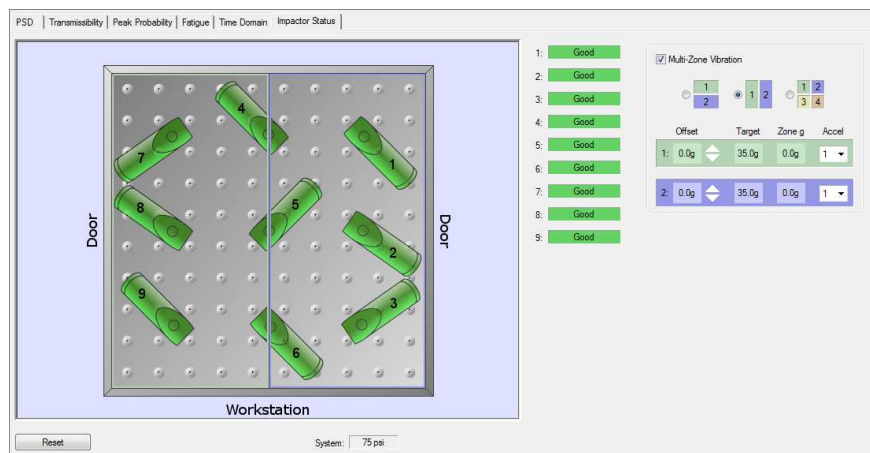 PSD Transmissibility Peak Probability Fatigue Time Domain Impactor Status
4
7
1
8
5
2
9
3
6
Door
Door
Workstation
1: Good
2: Good
3: Good
4: Good
5: Good
6: Good
7: Good
8: Good
9: Good
Multi-Zone Vibration
1
2
1 2
1 2
3 4
Offset Target Zone g Accel
1: 0.0g 35.0g 0.0g 1
2: 0.0g 35.0g 0.0g 1
Reset
System: 75 psi